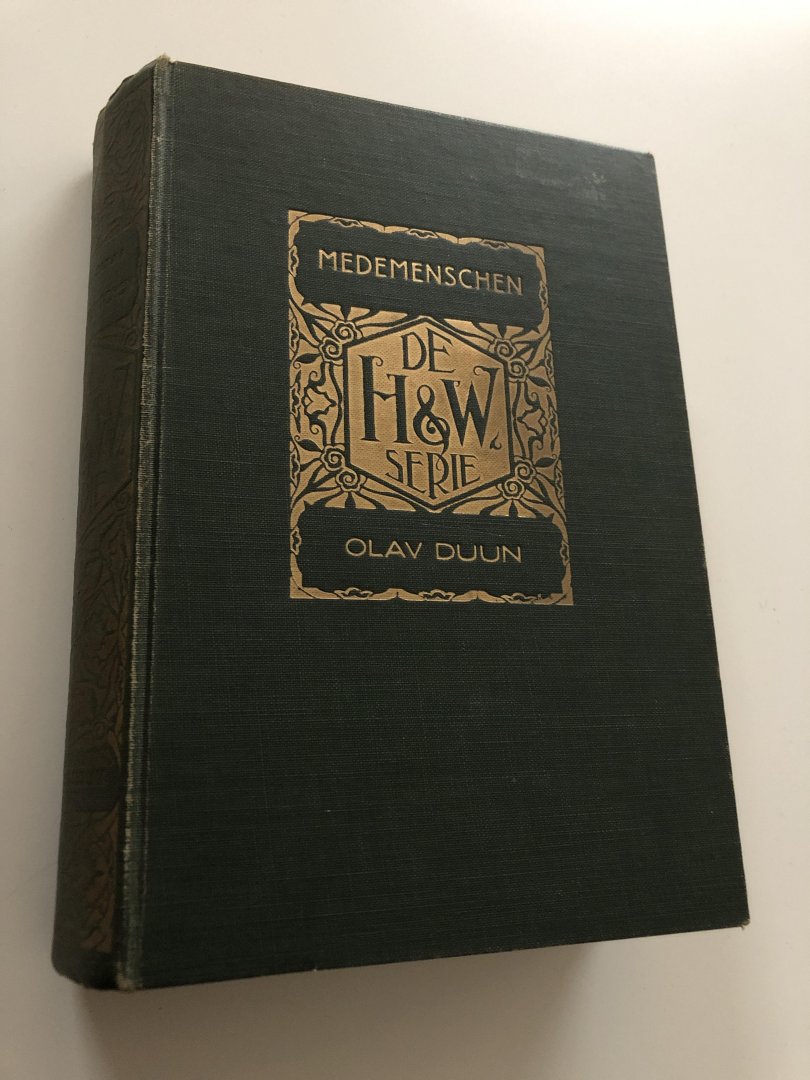 MEDEMENSCHEN
DE
H&W.
SERIE
OLAV DUUN